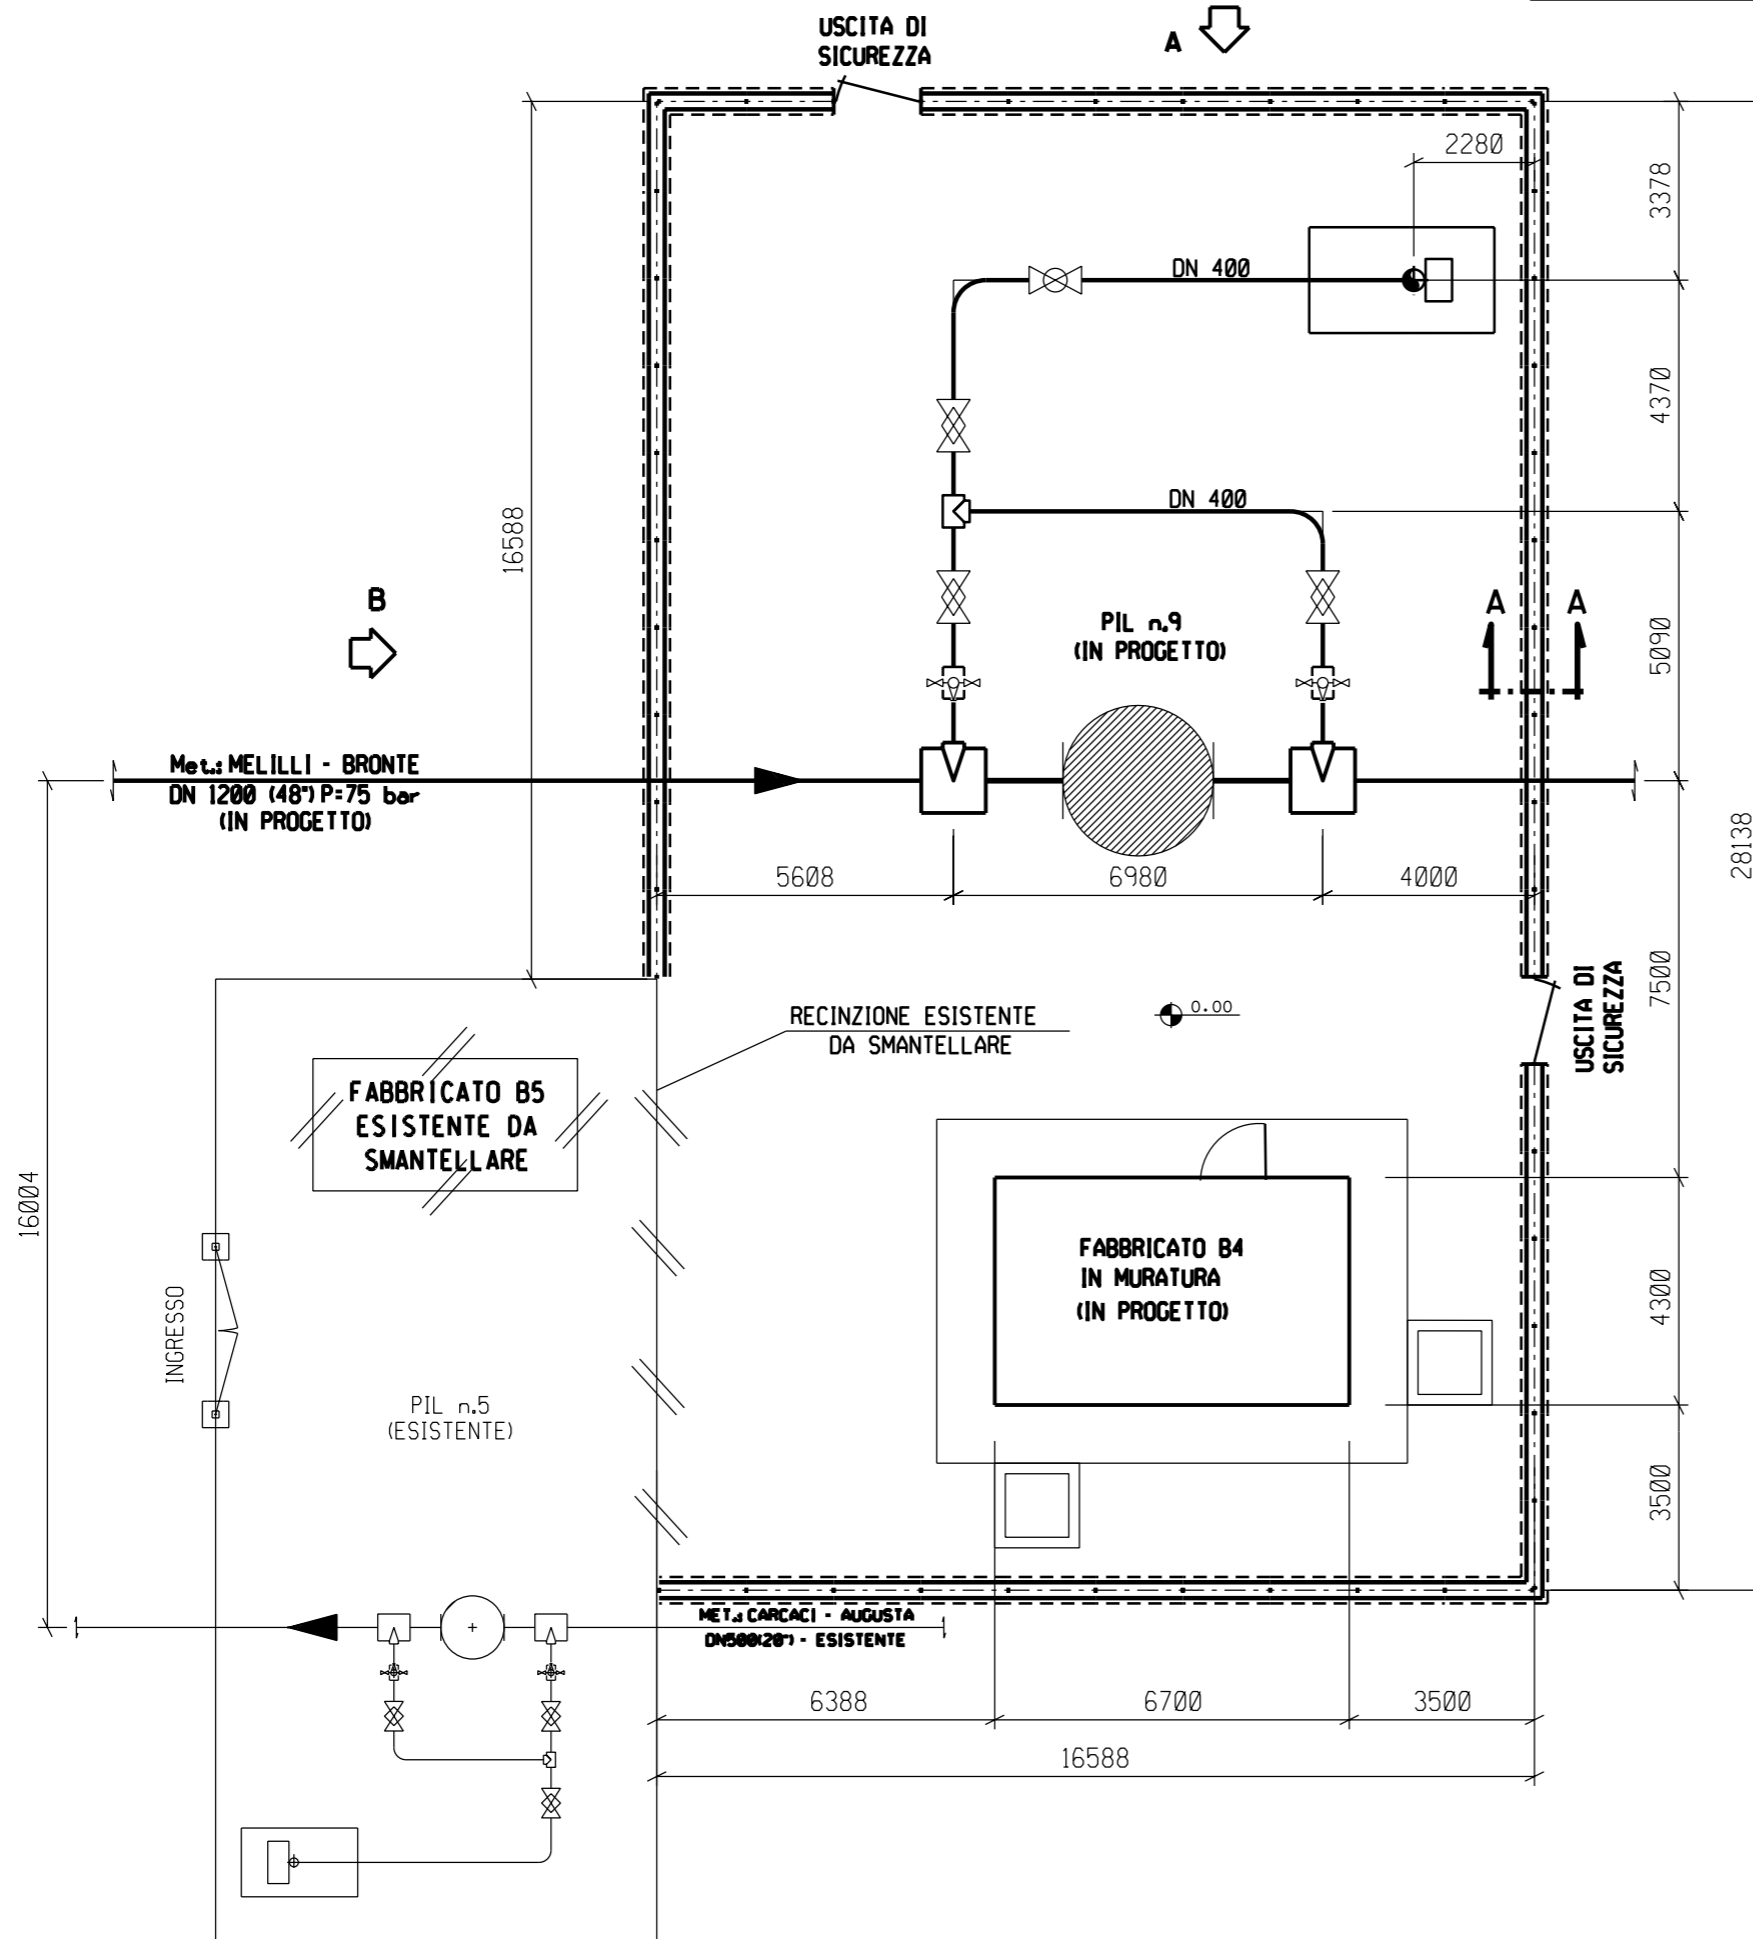 USCITA DI
SICUREZZA
A
2280
3378
DN 400
4370
DN 400
16588
B
PIL n.9
(IN PROGETTO)
A A
5090
Met.: MELILLI - BRONTE
DN 1200 (48") P=75 bar
(IN PROGETTO)
28138
5608
6980
4000
7500
USCITA DI
SICUREZZA
RECINZIONE ESISTENTE
DA SMANTELLARE
0.00
FABBRICATO B5
ESISTENTE DA
SMANTELLARE
16004
FABBRICATO B4
IN MURATURA
(IN PROGETTO)
4300
INGRESSO
PIL n.5
(ESISTENTE)
3500
MET.: CARCACI - AUGUSTA
DN500(20") - ESISTENTE
6388
6700
3500
16588